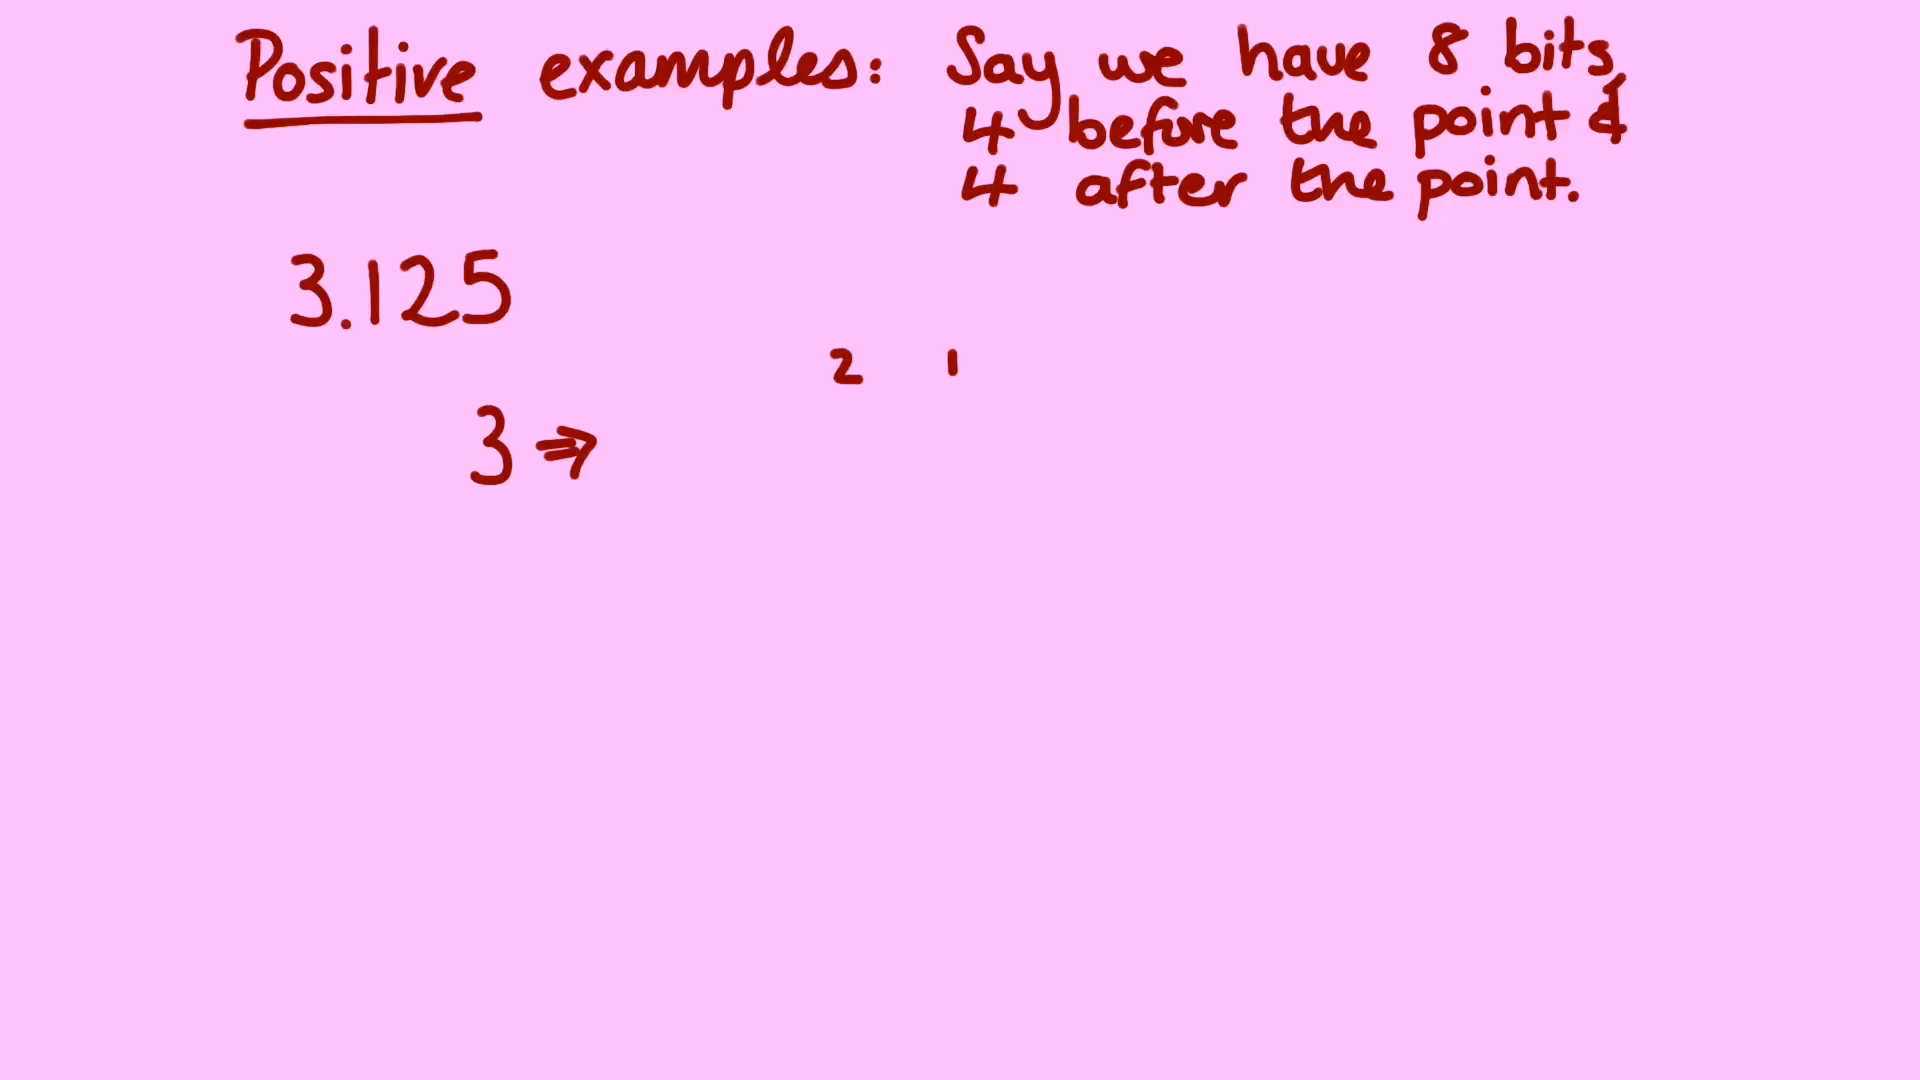 Positive examples: Say we have 8 bits,
4 before the point &
4 after the point.
3.125
2 1
3 ⇒